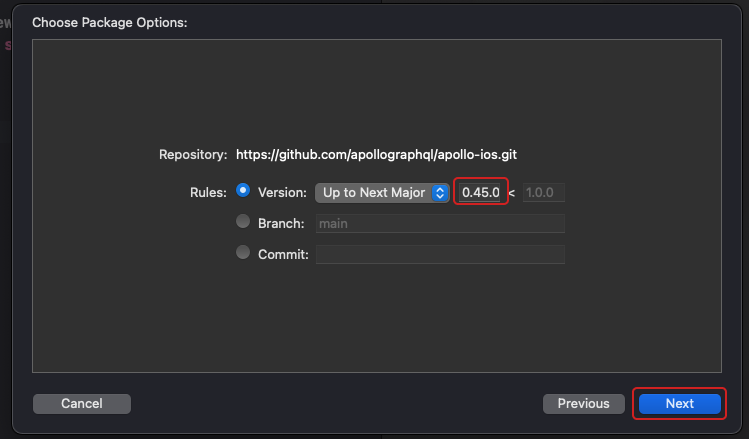 ew
s
Choose Package Options:
Repository: https://github.com/apollographql/apollo-ios.git
Rules: Version: Up to Next Major 0.45.0 < 1.0.0
Branch: main
Commit:
Cancel Previous Next